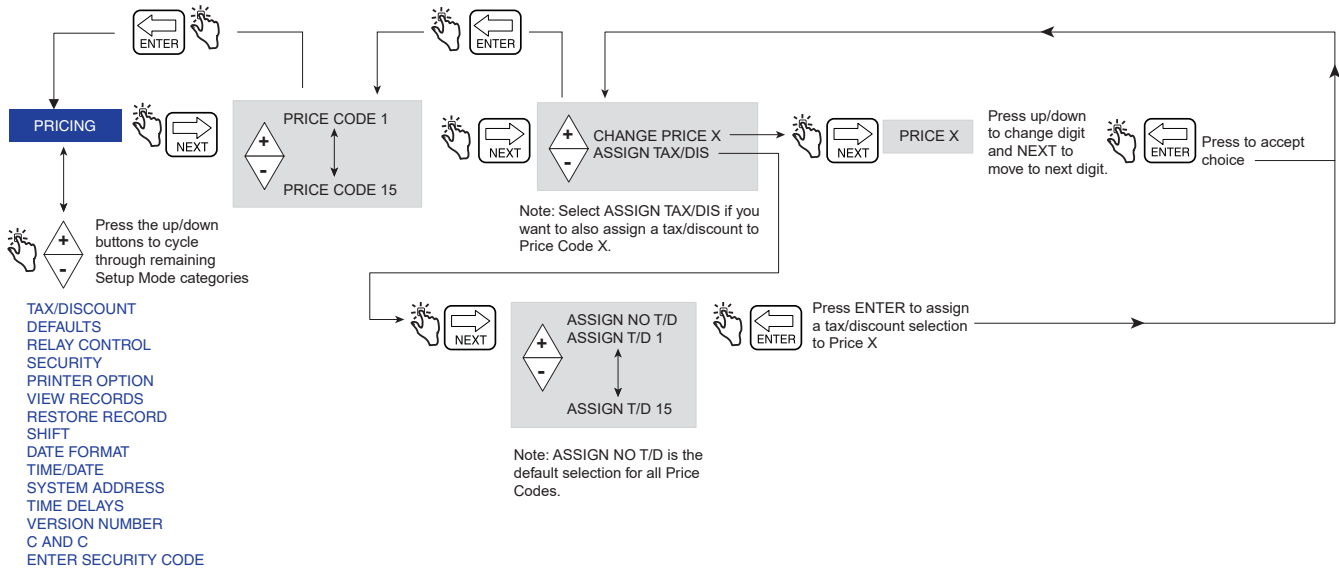 ENTER
ENTER
PRICING
NEXT
+
-
PRICE CODE 1
PRICE CODE 15
NEXT
+
-
CHANGE PRICE X
ASSIGN TAX/DIS
NEXT
PRICE X
Press up/down
to change digit
and NEXT to
move to next digit.
ENTER
Press to accept
choice
Note: Select ASSIGN TAX/DIS if you
want to also assign a tax/discount to
Price Code X.
+
-
Press the up/down
buttons to cycle
through remaining
Setup Mode categories
TAX/DISCOUNT
DEFAULTS
RELAY CONTROL
SECURITY
PRINTER OPTION
VIEW RECORDS
RESTORE RECORD
SHIFT
DATE FORMAT
TIME/DATE
SYSTEM ADDRESS
TIME DELAYS
VERSION NUMBER
C AND C
ENTER SECURITY CODE
NEXT
+
-
ASSIGN NO T/D
ASSIGN T/D 1
ASSIGN T/D 15
ENTER
Press ENTER to assign
a tax/discount selection
to Price X
Note: ASSIGN NO T/D is the
default selection for all Price
Codes.